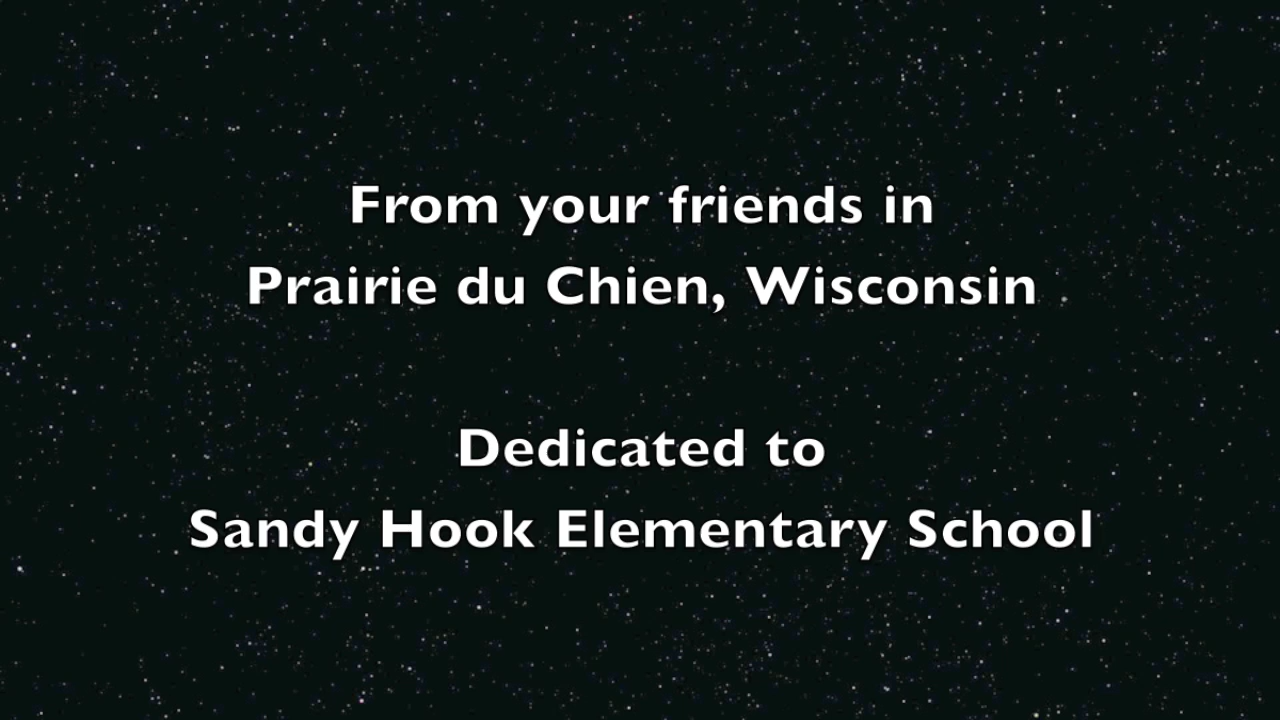 From your friends in
Prairie du Chien, Wisconsin
Dedicated to
Sandy Hook Elementary School